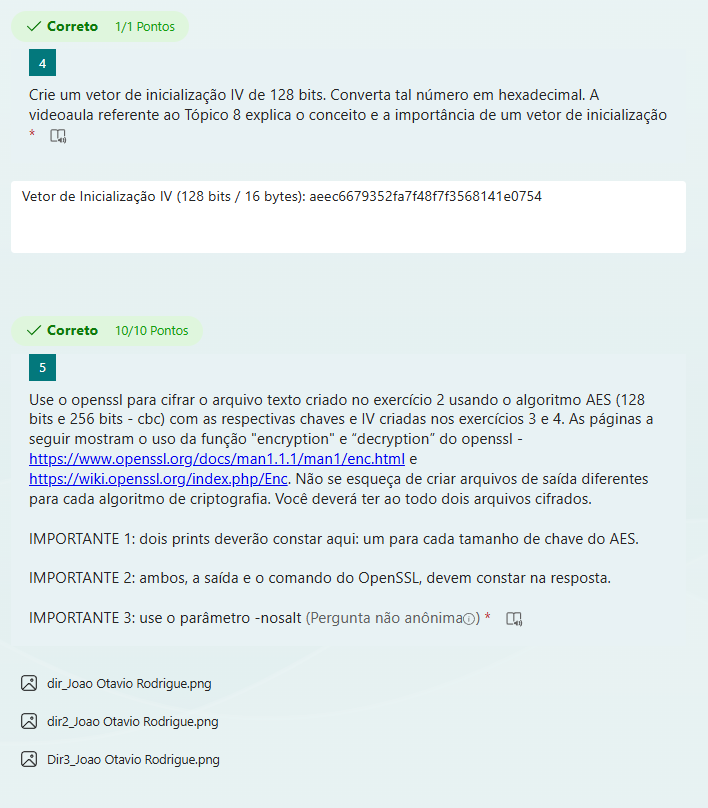 Correto 1/1 Pontos
4
Crie um vetor de inicialização IV de 128 bits. Converta tal número em hexadecimal. A
videoaula referente ao Tópico 8 explica o conceito e a importância de um vetor de inicialização
*
Vetor de Inicialização IV (128 bits / 16 bytes): aeec6679352fa7f48f7f3568141e0754
Correto 10/10 Pontos
5
Use o openssl para cifrar o arquivo texto criado no exercício 2 usando o algoritmo AES (128
bits e 256 bits - cbc) com as respectivas chaves e IV criadas nos exercícios 3 e 4. As páginas a
seguir mostram o uso da função "encryption" e “decryption” do openssl -
https://www.openssl.org/docs/man1.1.1/man1/enc.html e
https://wiki.openssl.org/index.php/Enc. Não se esqueça de criar arquivos de saída diferentes
para cada algoritmo de criptografia. Você deverá ter ao todo dois arquivos cifrados.
IMPORTANTE 1: dois prints deverão constar aqui: um para cada tamanho de chave do AES.
IMPORTANTE 2: ambos, a saída e o comando do OpenSSL, devem constar na resposta.
IMPORTANTE 3: use o parâmetro -nosalt (Pergunta não anônima) *
dir_Joao Otavio Rodrigue.png
dir2_Joao Otavio Rodrigue.png
Dir3_Joao Otavio Rodrigue.png